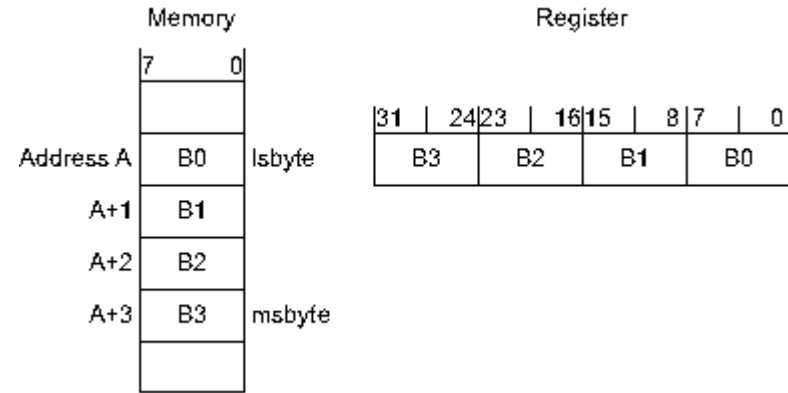 Memory Register
7 0
31 24 23 16 15 8 7 0
Address A B0 lsbyte B3 B2 B1 B0
A+1 B1
A+2 B2
A+3 B3 msbyte